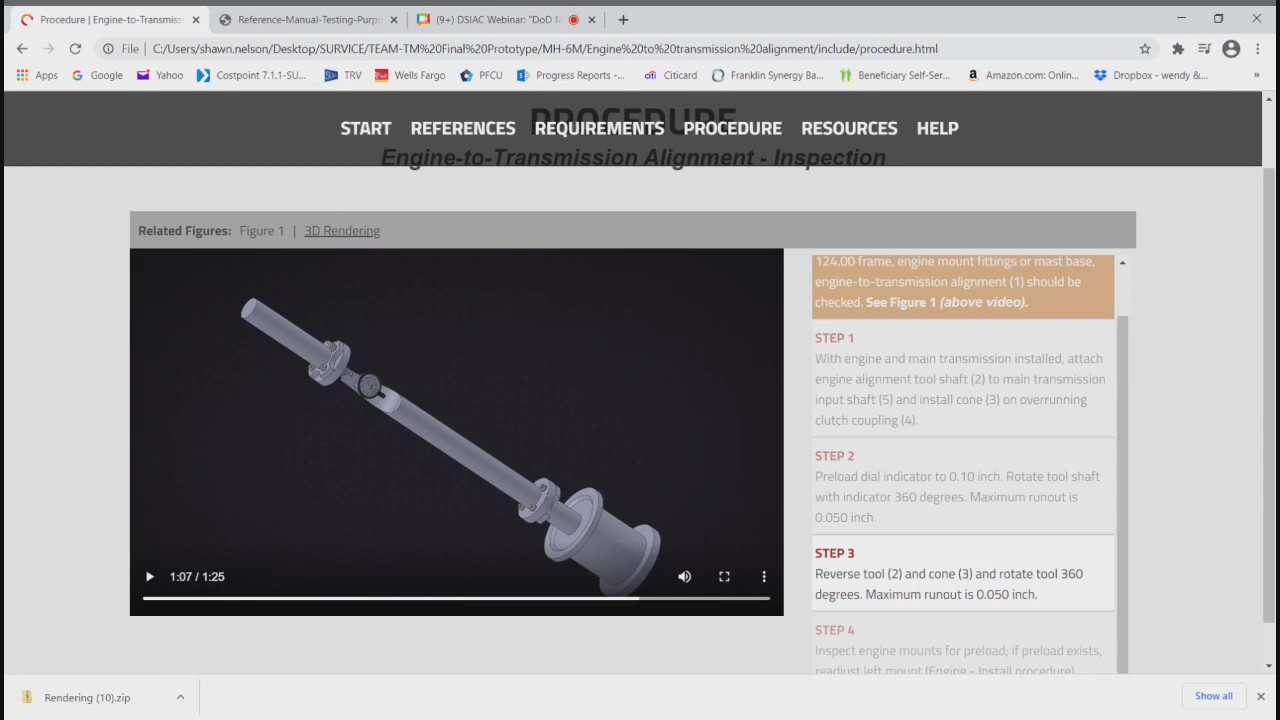 Procedure | Engine-to-Transmiss
Reference-Manual-Testing-Purpo
(9+) DSIAC Webinar: "DoD M
File
C:/Users/shawn.nelson/Desktop/SURVICE/TEAM-TM%20Final%20Prototype/MH-6M/Engine%20to%20transmission%20alignment/include/procedure.html
Apps
Google
Yahoo
Costpoint 7.1.1-SU...
TRV
Wells Fargo
PFCU
Progress Reports -...
citi Citicard
Franklin Synergy Ba...
Beneficiary Self-Ser...
Amazon.com: Onlin...
Dropbox - wendy &...
»
PROCEDURE
START REFERENCES REQUIREMENTS PROCEDURE RESOURCES HELP
Engine-to-Transmission Alignment - Inspection
Related Figures: Figure 1 | 3D Rendering
124.00 frame, engine mount fittings or mast base,
engine-to-transmission alignment (1) should be
checked. See Figure 1 (above video).
STEP 1
With engine and main transmission installed, attach
engine alignment tool shaft (2) to main transmission
input shaft (5) and install cone (3) on overrunning
clutch coupling (4).
STEP 2
Preload dial indicator to 0.10 inch. Rotate tool shaft
with indicator 360 degrees. Maximum runout is
0.050 inch.
STEP 3
Reverse tool (2) and cone (3) and rotate tool 360
degrees. Maximum runout is 0.050 inch.
STEP 4
Inspect engine mounts for preload; if preload exists,
readjust left mount (Engine - Install procedure)
1:07 / 1:25
Rendering (10).zip
Show all